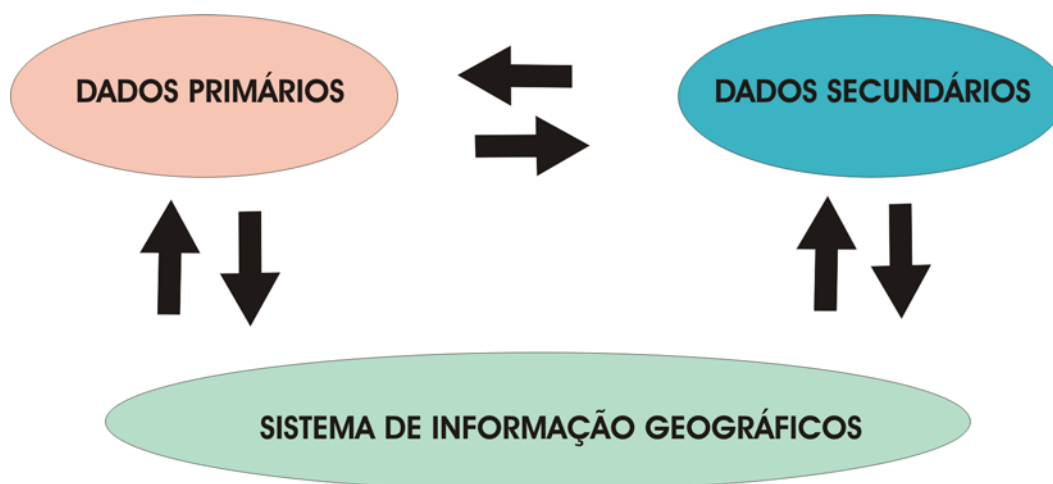 DADOS PRIMÁRIOS
DADOS SECUNDÁRIOS
SISTEMA DE INFORMAÇÃO GEOGRÁFICOS